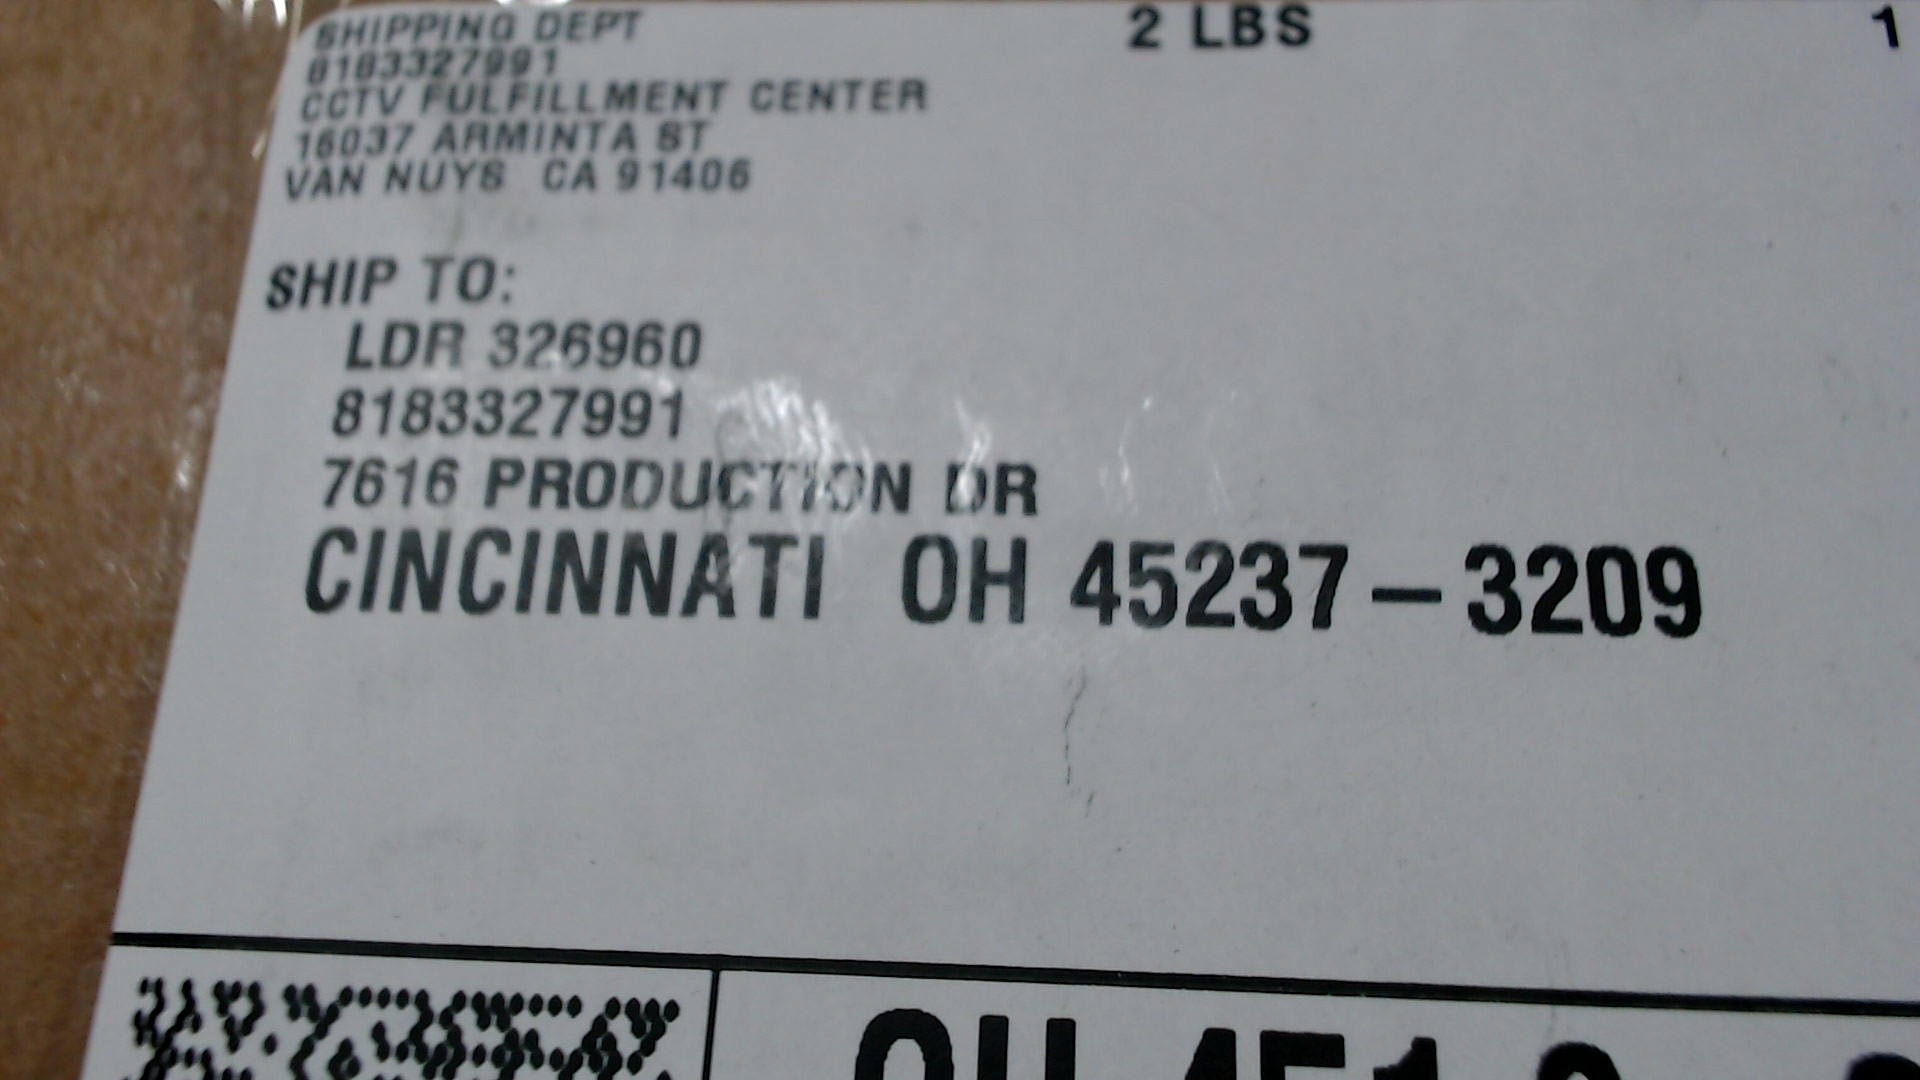 SHIPPING DEPT
8183327991
CCTV FULFILLMENT CENTER
16037 ARMINTA ST
VAN NUYS CA 91406
2 LBS
1
SHIP TO:
LDR 326960
8183327991
7616 PRODUCTION DR
CINCINNATI OH 45237-3209